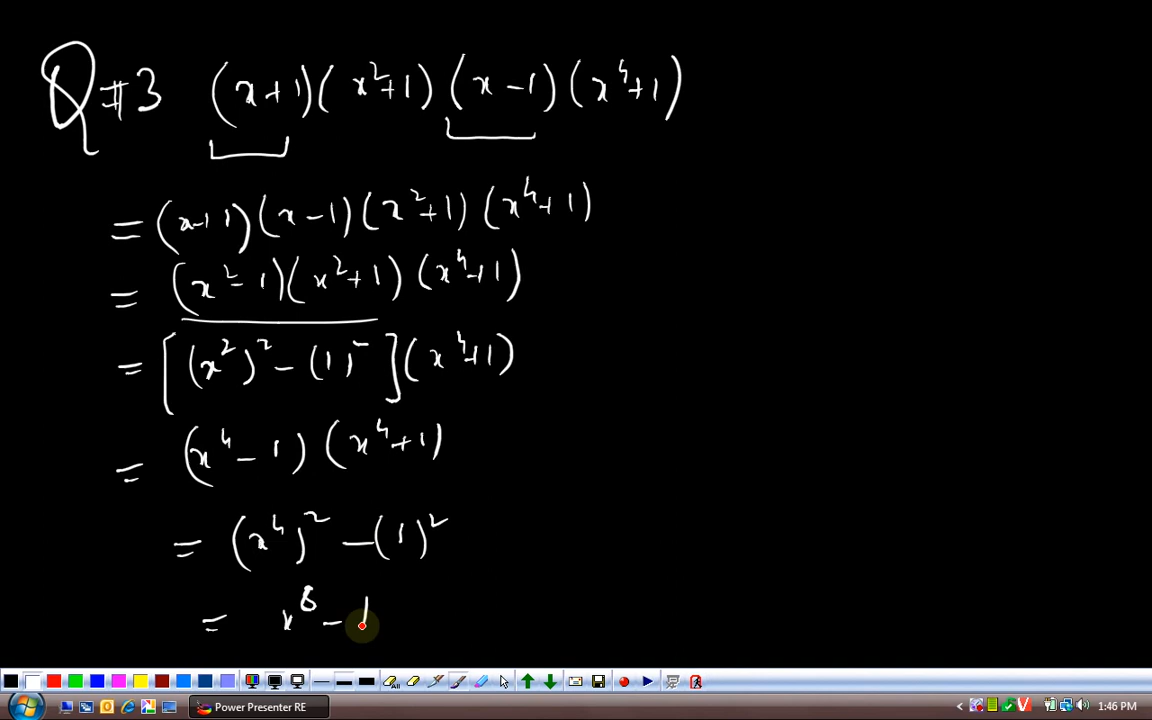 Q#3 (x+1)(x²+1)(x-1)(x⁴+1)
= (x+1)(x-1)(x²+1)(x⁴+1)
= (x²-1)(x²+1)(x⁴+1)
= [(x²)²-(1)²](x⁴+1)
= (x⁴-1)(x⁴+1)
= (x⁴)²-(1)²
= x⁸-1
All
Power Presenter RE
1:46 PM